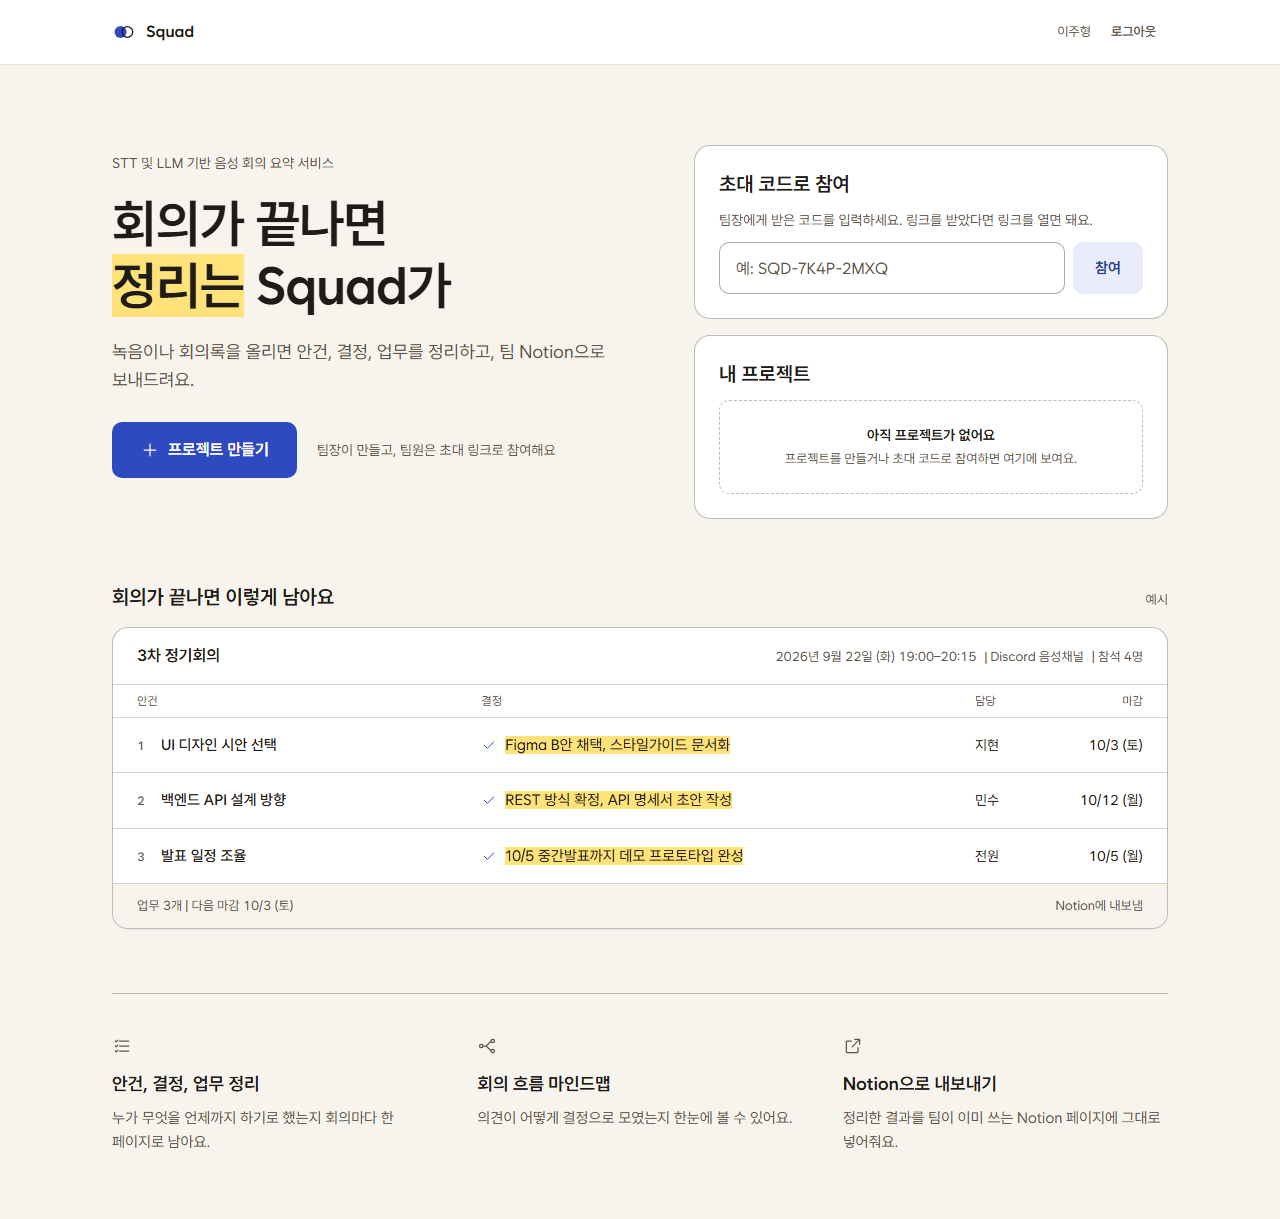 Squad
이주형 로그아웃
STT 및 LLM 기반 음성 회의 요약 서비스
회의가 끝나면
정리는 Squad가
녹음이나 회의록을 올리면 안건, 결정, 업무를 정리하고, 팀 Notion으로
보내드려요.
프로젝트 만들기
팀장이 만들고, 팀원은 초대 링크로 참여해요
초대 코드로 참여
팀장에게 받은 코드를 입력하세요. 링크를 받았다면 링크를 열면 돼요.
예: SQD-7K4P-2MXQ
참여
내 프로젝트
아직 프로젝트가 없어요
프로젝트를 만들거나 초대 코드로 참여하면 여기에 보여요.
회의가 끝나면 이렇게 남아요
예시
3차 정기회의
2026년 9월 22일 (화) 19:00–20:15 | Discord 음성채널 | 참석 4명
안건 결정 담당 마감
1 UI 디자인 시안 선택 Figma B안 채택, 스타일가이드 문서화 지현 10/3 (토)
2 백엔드 API 설계 방향 REST 방식 확정, API 명세서 초안 작성 민수 10/12 (월)
3 발표 일정 조율 10/5 중간발표까지 데모 프로토타입 완성 전원 10/5 (월)
업무 3개 | 다음 마감 10/3 (토)
Notion에 내보냄
안건, 결정, 업무 정리
누가 무엇을 언제까지 하기로 했는지 회의마다 한
페이지로 남아요.
회의 흐름 마인드맵
의견이 어떻게 결정으로 모였는지 한눈에 볼 수 있어요.
Notion으로 내보내기
정리한 결과를 팀이 이미 쓰는 Notion 페이지에 그대로
넣어줘요.